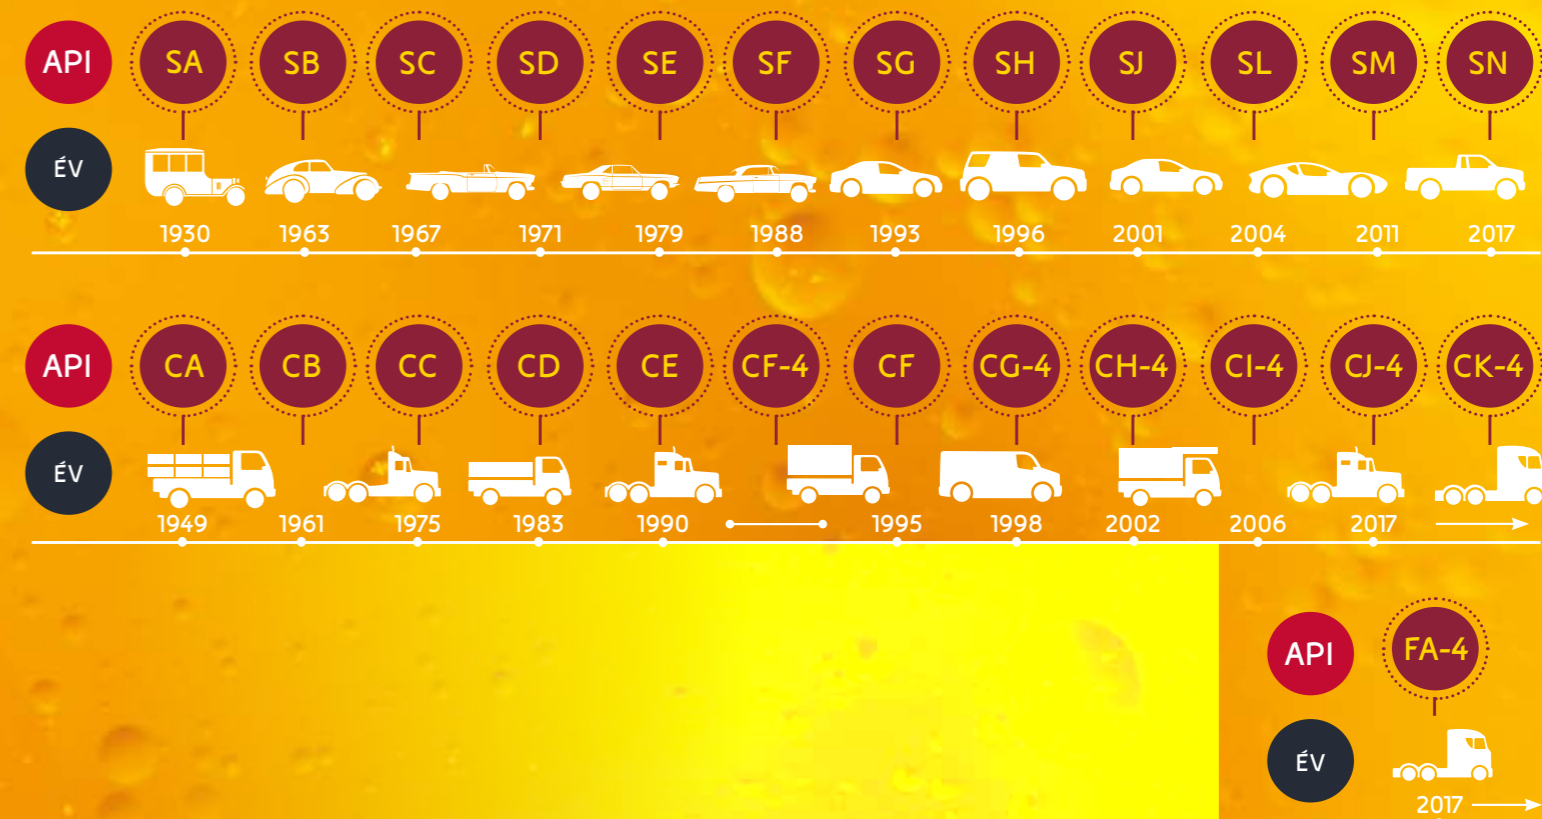 API SA SB SC SD SE SF SG SH SJ SL SM SN
ÉV
1930 1963 1967 1971 1979 1988 1993 1996 2001 2004 2011 2017
API CA CB CC CD CE CF-4 CF CG-4 CH-4 CI-4 CJ-4 CK-4
ÉV
1949 1961 1975 1983 1990 1995 1998 2002 2006 2017
API FA-4
ÉV
2017